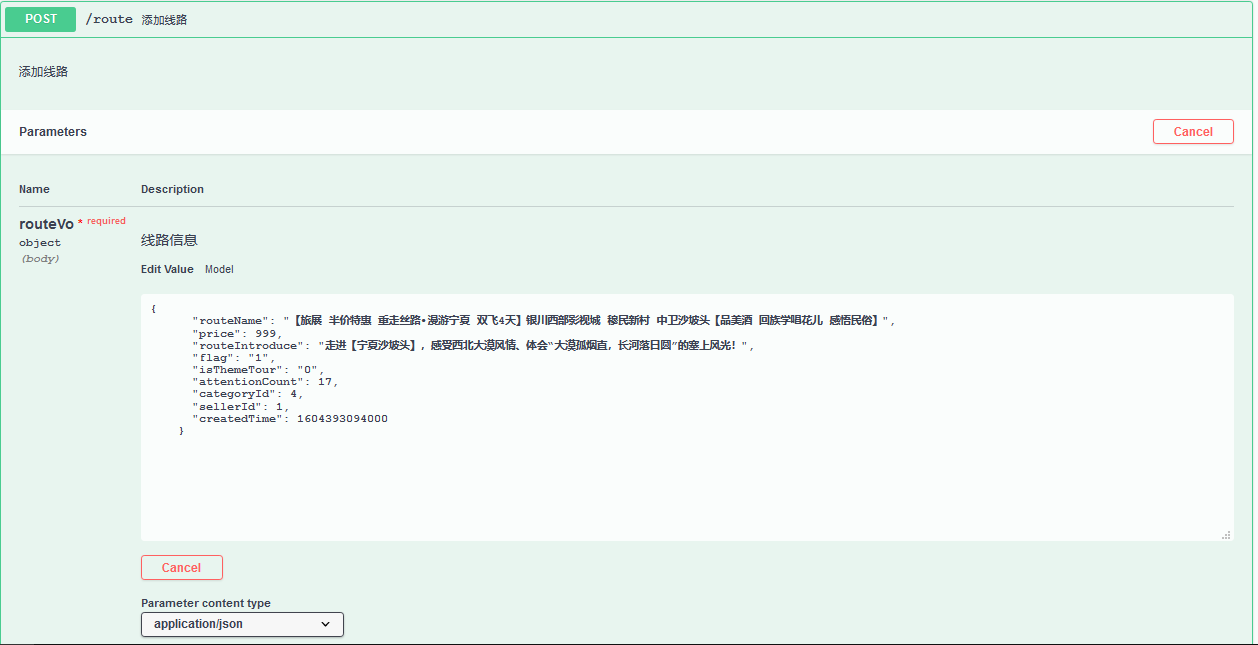 POST /route 添加线路
添加线路
Parameters Cancel
Name Description
routeVo * required
object
(body)
线路信息
Edit Value Model
{
"routeName": "【旅展 半价特惠 重走丝路•漫游宁夏 双飞4天】银川西部影视城 移民新村 中卫沙坡头【品美酒 回族学唱花儿 感悟民俗】",
"price": 999,
"routeIntroduce": "走进【宁夏沙坡头】，感受西北大漠风情、体会“大漠孤烟直，长河落日圆”的塞上风光！",
"flag": "1",
"isThemeTour": "0",
"attentionCount": 17,
"categoryId": 4,
"sellerId": 1,
"createdTime": 1604393094000
}
Cancel
Parameter content type
application/json